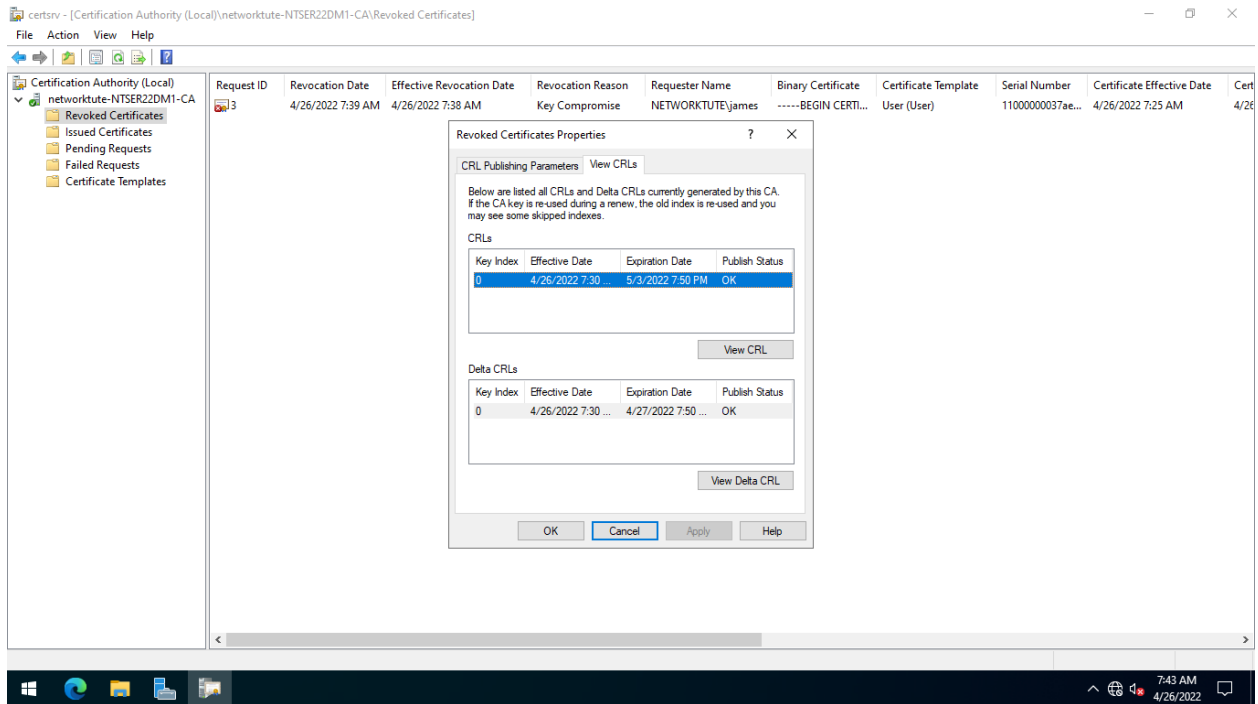 certsrv - [Certification Authority (Local)\networktute-NTSER22DM1-CA\Revoked Certificates]
File Action View Help
Certification Authority (Local)
networktute-NTSER22DM1-CA
Revoked Certificates
Issued Certificates
Pending Requests
Failed Requests
Certificate Templates
Request ID Revocation Date Effective Revocation Date Revocation Reason Requester Name Binary Certificate Certificate Template Serial Number Certificate Effective Date Cert
3 4/26/2022 7:39 AM 4/26/2022 7:38 AM Key Compromise NETWORKTUTE\james -----BEGIN CERTI... User (User) 11000000037ae... 4/26/2022 7:25 AM 4/26
Revoked Certificates Properties ?
CRL Publishing Parameters View CRLs
Below are listed all CRLs and Delta CRLs currently generated by this CA.
If the CA key is re-used during a renew, the old index is re-used and you
may see some skipped indexes.
CRLs
Key Index Effective Date Expiration Date Publish Status
0 4/26/2022 7:30 ... 5/3/2022 7:50 PM OK
View CRL
Delta CRLs
Key Index Effective Date Expiration Date Publish Status
0 4/26/2022 7:30 ... 4/27/2022 7:50 ... OK
View Delta CRL
OK Cancel Apply Help
7:43 AM
4/26/2022